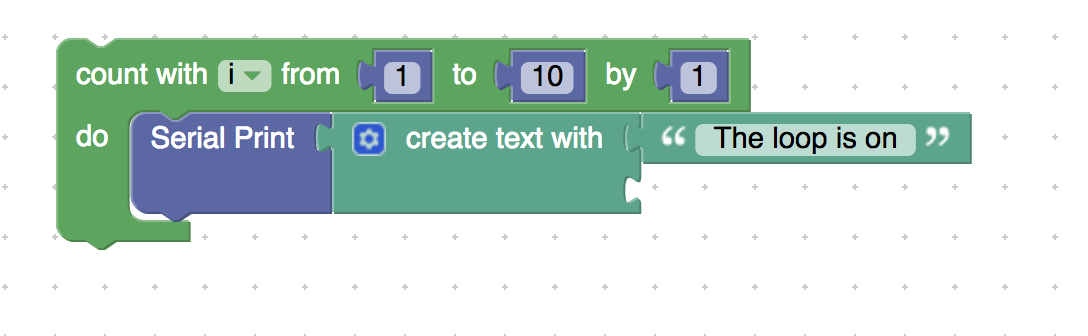 count with i from 1 to 10 by 1
do Serial Print create text with “ The loop is on ”